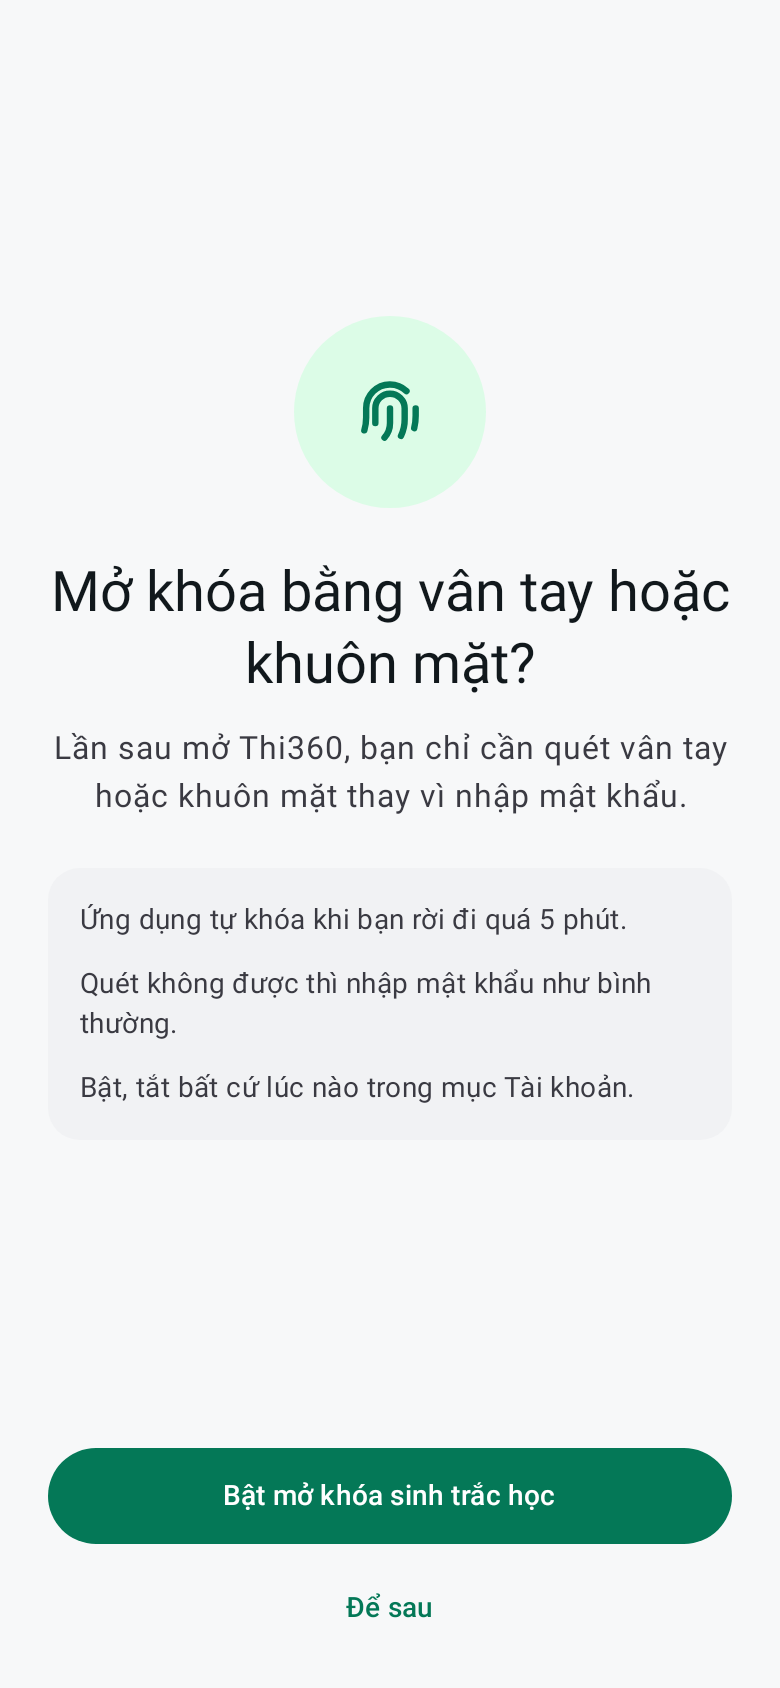 Mở khóa bằng vân tay hoặc
khuôn mặt?
Lần sau mở Thi360, bạn chỉ cần quét vân tay
hoặc khuôn mặt thay vì nhập mật khẩu.
Ứng dụng tự khóa khi bạn rời đi quá 5 phút.
Quét không được thì nhập mật khẩu như bình
thường.
Bật, tắt bất cứ lúc nào trong mục Tài khoản.
Bật mở khóa sinh trắc học
Để sau